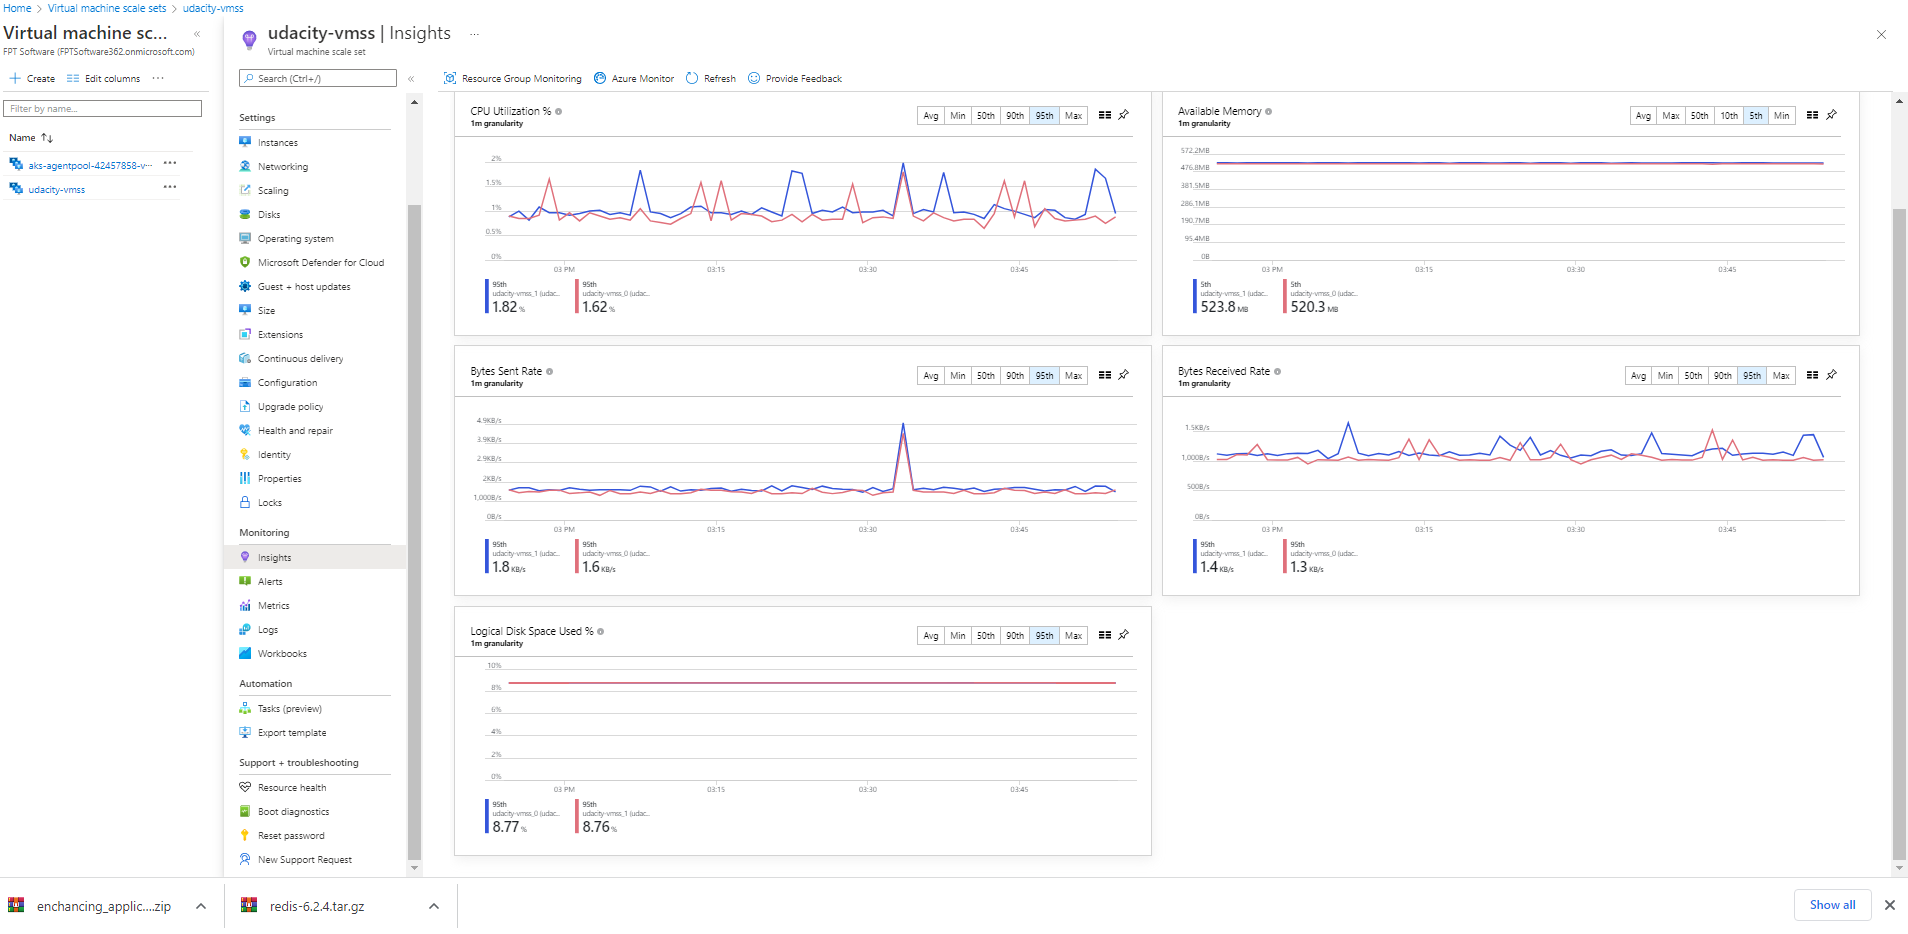 Home > Virtual machine scale sets > udacity-vmss
Virtual machine sc... «
FPT Software (FPTSoftware362.onmicrosoft.com)
Create Edit columns ...
Filter by name...
Name ↑↓
aks-agentpool-42457858-v... ...
udacity-vmss ...
udacity-vmss | Insights ...
Virtual machine scale set
Search (Ctrl+/) «
Settings
Instances
Networking
Scaling
Disks
Operating system
Microsoft Defender for Cloud
Guest + host updates
Size
Extensions
Continuous delivery
Configuration
Upgrade policy
Health and repair
Identity
Properties
Locks
Monitoring
Insights
Alerts
Metrics
Logs
Workbooks
Automation
Tasks (preview)
Export template
Support + troubleshooting
Resource health
Boot diagnostics
Reset password
New Support Request
Resource Group Monitoring Azure Monitor Refresh Provide Feedback
CPU Utilization %
1m granularity
Avg Min 50th 90th 95th Max
2%
1.5%
1%
0.5%
0%
03 PM 03:15 03:30 03:45
95th 95th
udacity-vmss_1 (udac... udacity-vmss_0 (udac...
1.82 % 1.62 %
Available Memory
1m granularity
Avg Max 50th 10th 5th Min
572.2MB
476.8MB
381.5MB
286.1MB
190.7MB
95.4MB
0B
03 PM 03:15 03:30 03:45
5th 5th
udacity-vmss_1 (udac... udacity-vmss_0 (udac...
523.8 MB 520.3 MB
Bytes Sent Rate
1m granularity
Avg Min 50th 90th 95th Max
4.9KB/s
3.9KB/s
2.9KB/s
2KB/s
1,000B/s
0B/s
03 PM 03:15 03:30 03:45
95th 95th
udacity-vmss_1 (udac... udacity-vmss_0 (udac...
1.8 KB/s 1.6 KB/s
Bytes Received Rate
1m granularity
Avg Min 50th 90th 95th Max
1.5KB/s
1,000B/s
500B/s
0B/s
03 PM 03:15 03:30 03:45
95th 95th
udacity-vmss_1 (udac... udacity-vmss_0 (udac...
1.4 KB/s 1.3 KB/s
Logical Disk Space Used %
1m granularity
Avg Min 50th 90th 95th Max
10%
8%
6%
4%
2%
0%
03 PM 03:15 03:30 03:45
95th 95th
udacity-vmss_0 (udac... udacity-vmss_1 (udac...
8.77 % 8.76 %
enchancing_applic....zip redis-6.2.4.tar.gz Show all